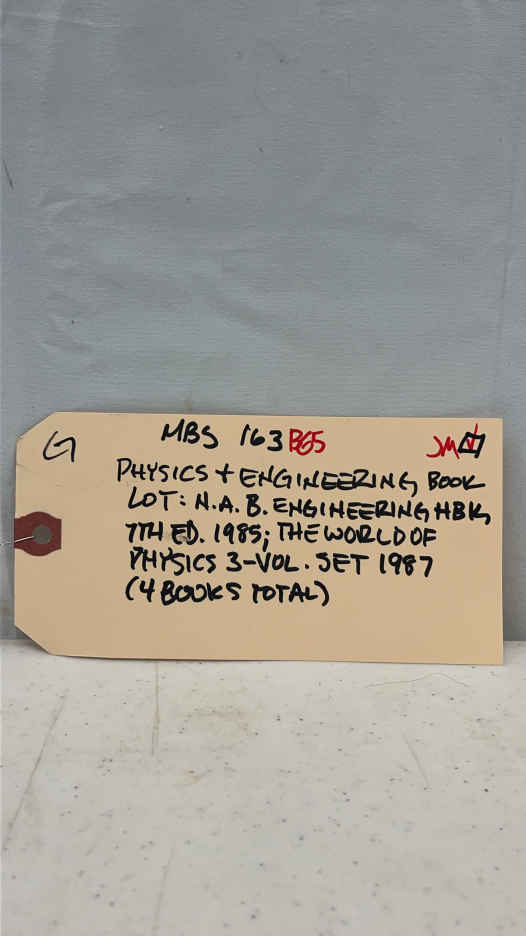 G MBS 163 B65 JM
PHYSICS + ENGINEERING BOOK
LOT: N.A.B. ENGINEERING HBK,
7TH ED. 1985; THE WORLD OF
PHYSICS 3-VOL. SET 1987
(4 BOOKS TOTAL)